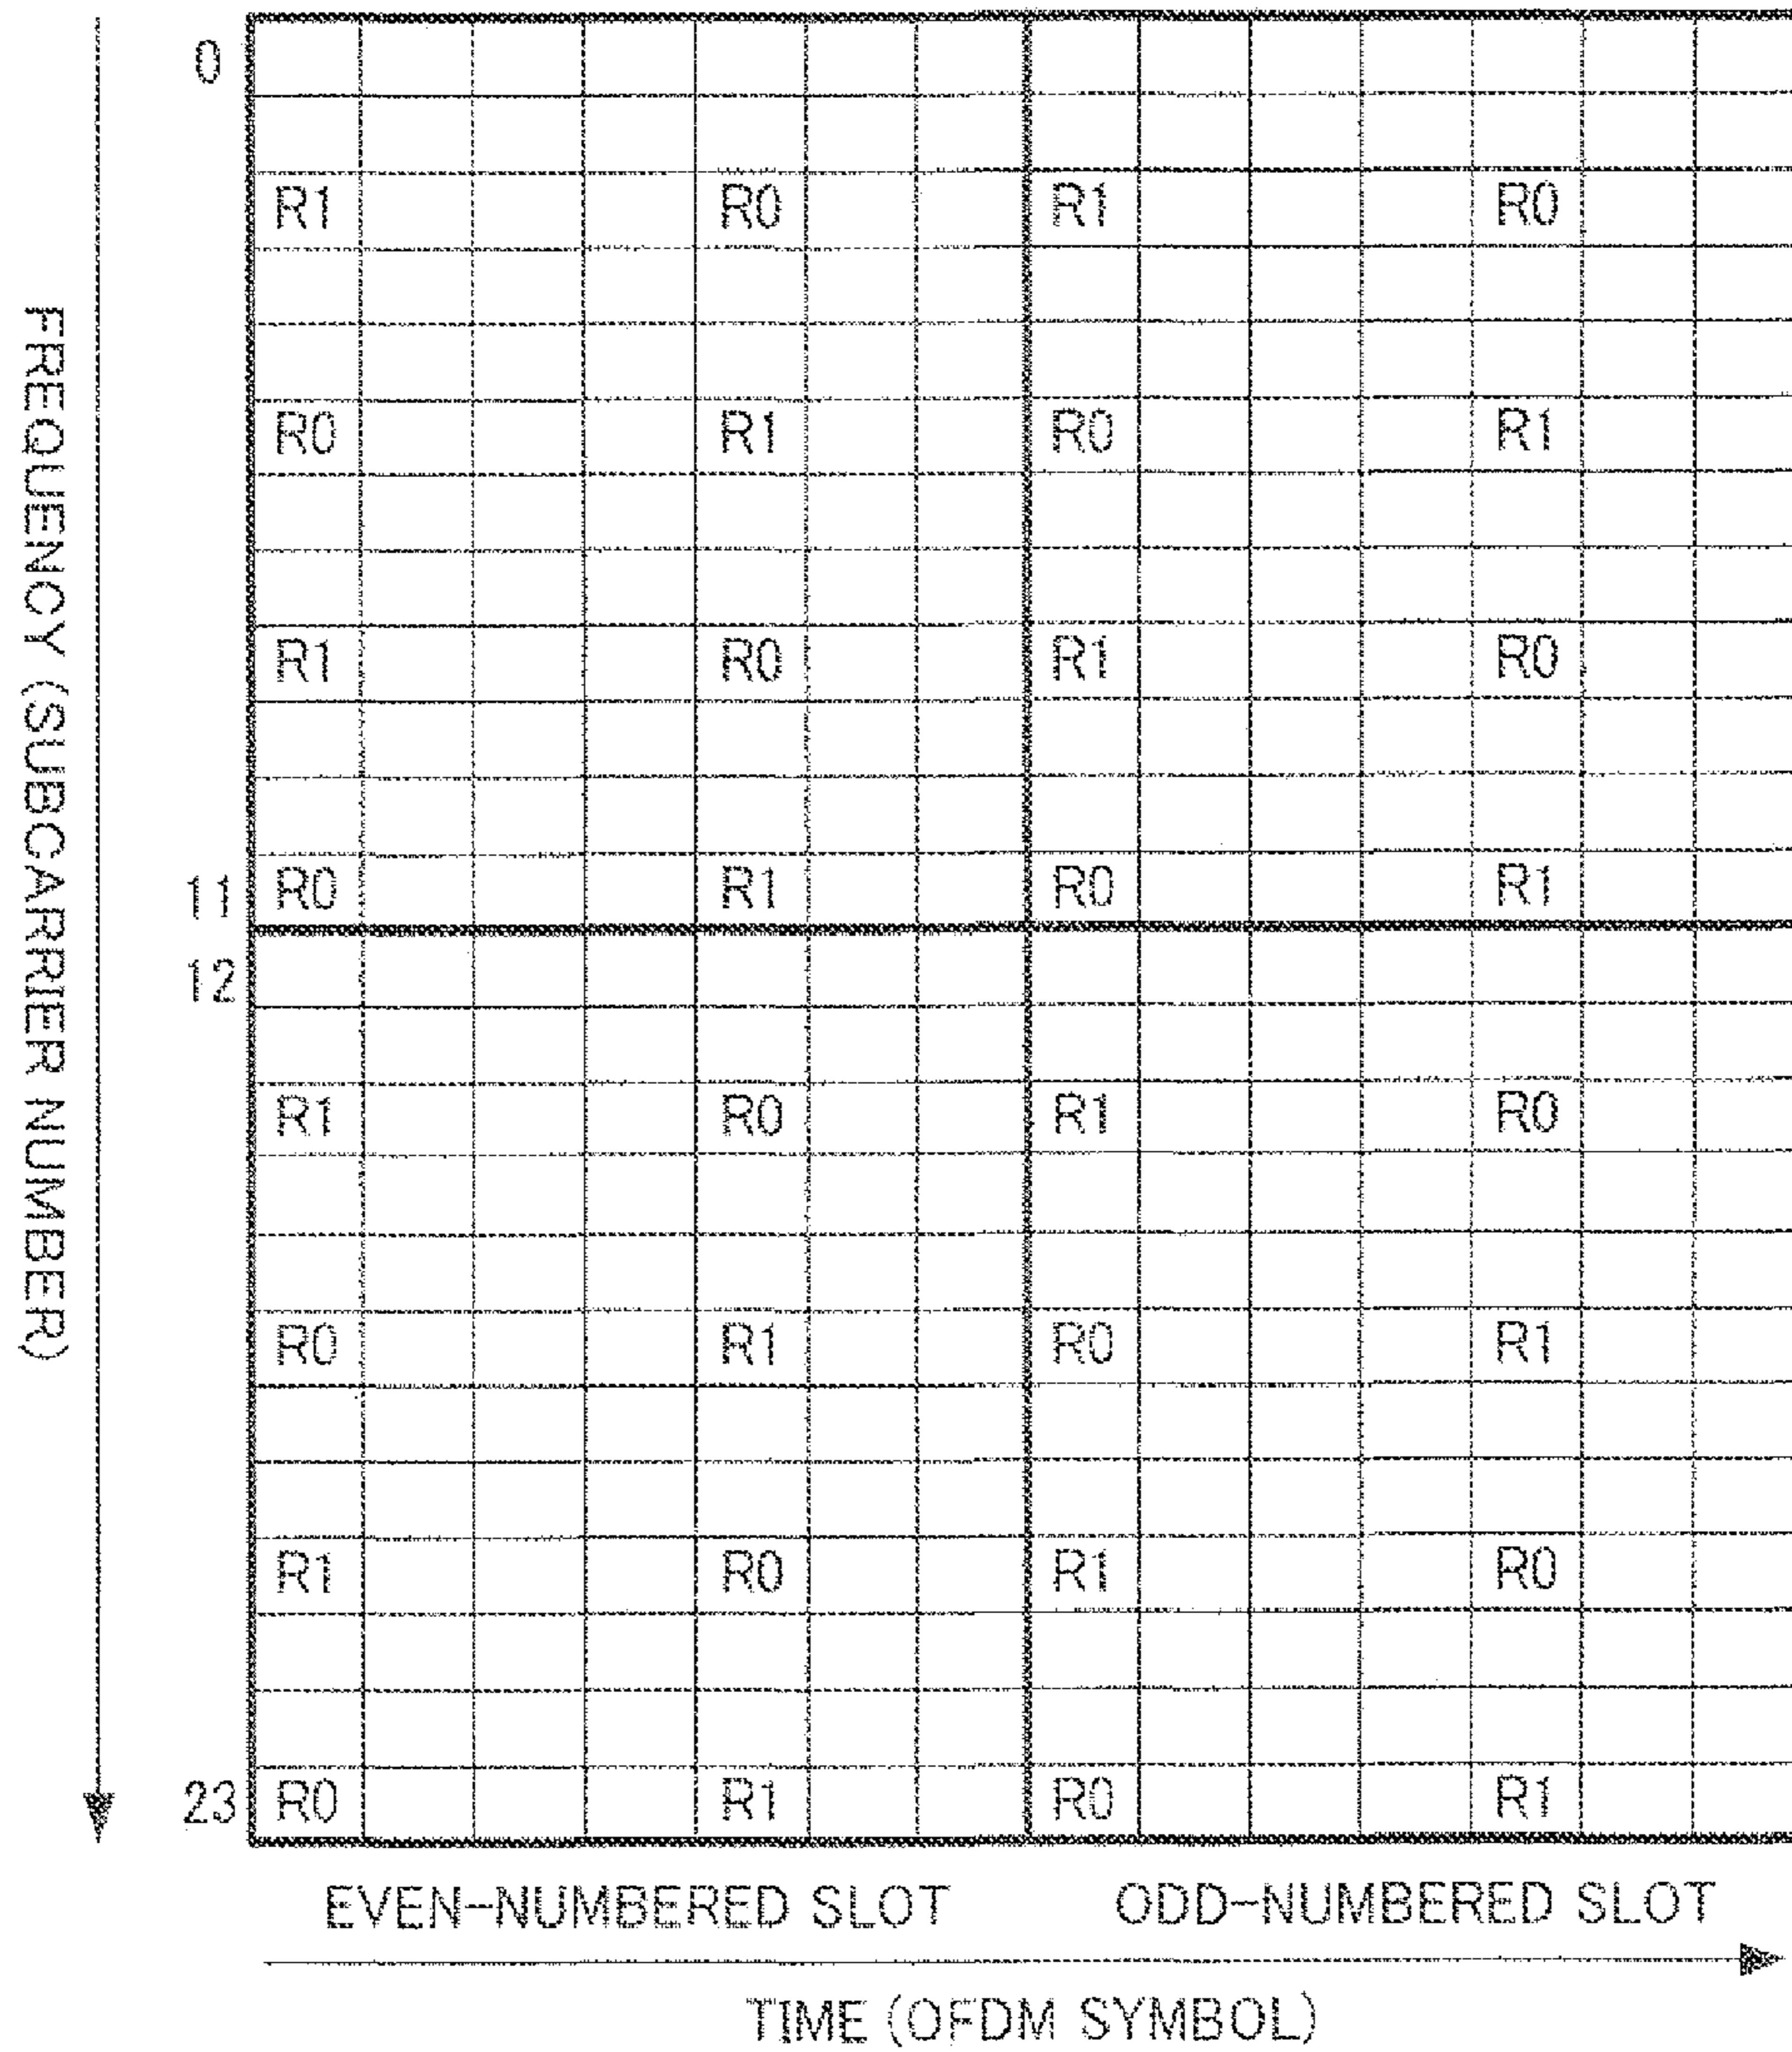 FREQUENCY (SUBCARRIER NUMBER)
0
R1 R0 R1 R0
R0 R1 R0 R1
R1 R0 R1 R0
11 R0 R1 R0 R1
12
R1 R0 R1 R0
R0 R1 R0 R1
R1 R0 R1 R0
23 R0 R1 R0 R1
EVEN-NUMBERED SLOT ODD-NUMBERED SLOT
TIME (OFDM SYMBOL)